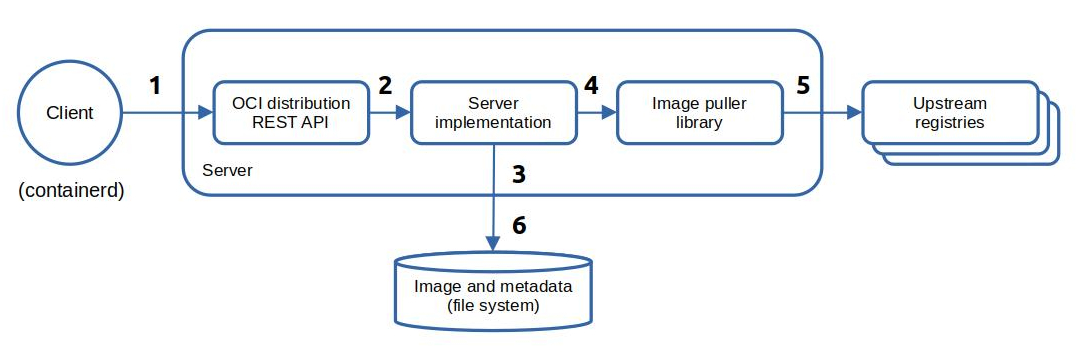 1
2
4
5
Client
OCI distribution
REST API
Server
implementation
Image puller
library
Upstream
registries
Server
3
(containerd)
6
Image and metadata
(file system)